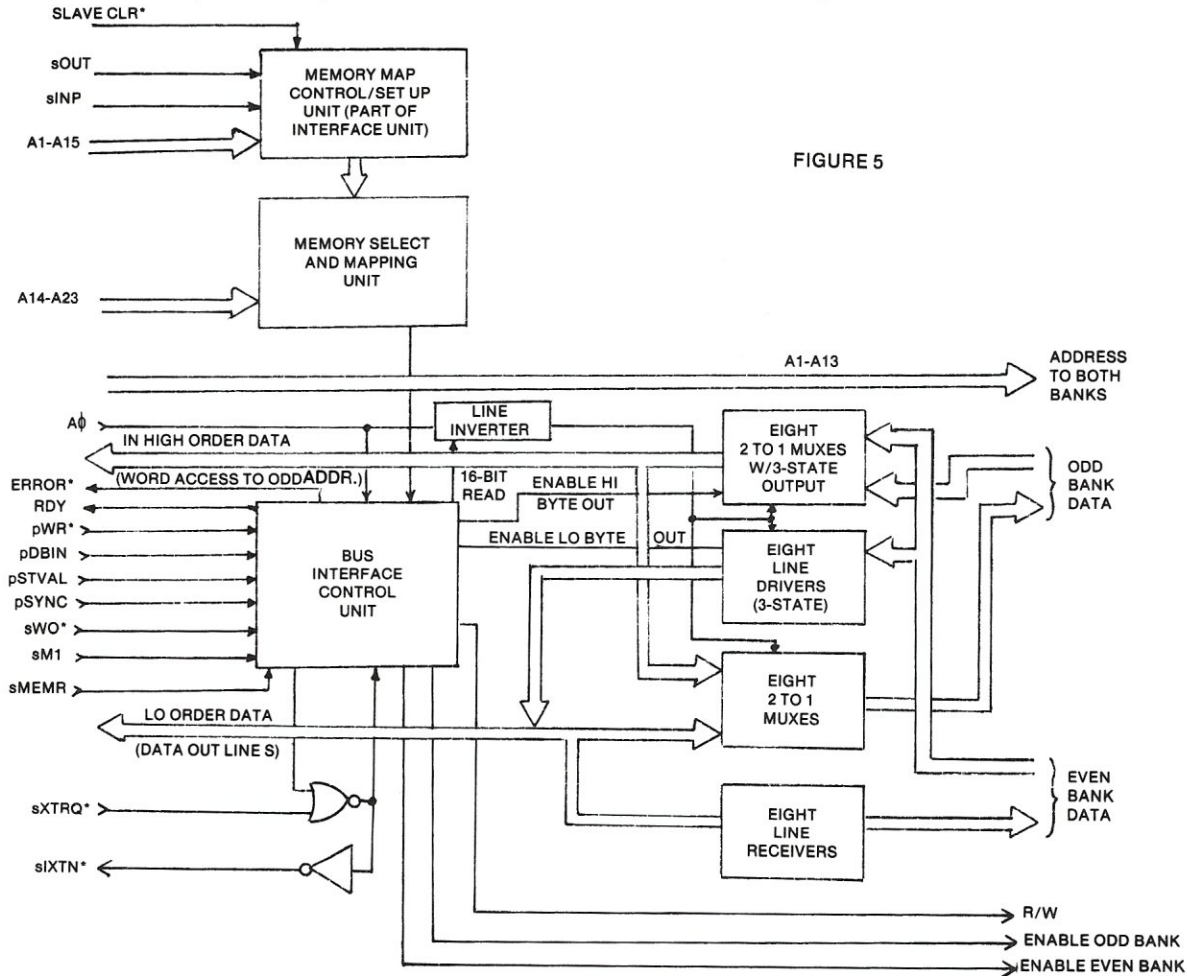 SLAVE CLR*
sOUT
sINP
A1-A15
MEMORY MAP
CONTROL/SET UP
UNIT (PART OF
INTERFACE UNIT)
FIGURE 5
MEMORY SELECT
AND MAPPING
UNIT
A14-A23
A1-A13
ADDRESS
TO BOTH
BANKS
Aϕ
LINE
INVERTER
IN HIGH ORDER DATA
(WORD ACCESS TO ODD ADDR.)
16-BIT
READ
ENABLE HI
BYTE OUT
ENABLE LO BYTE OUT
EIGHT
2 TO 1 MUXES
W/3-STATE
OUTPUT
ODD
BANK
DATA
ERROR*
RDY
pWR*
pDBIN
pSTVAL
pSYNC
sWO*
sM1
sMEMR
BUS
INTERFACE
CONTROL
UNIT
EIGHT
LINE
DRIVERS
(3-STATE)
EIGHT
2 TO 1
MUXES
LO ORDER DATA
(DATA OUT LINE S)
sXTRQ*
sIXTN*
EIGHT
LINE
RECEIVERS
EVEN
BANK
DATA
R/W
ENABLE ODD BANK
ENABLE EVEN BANK